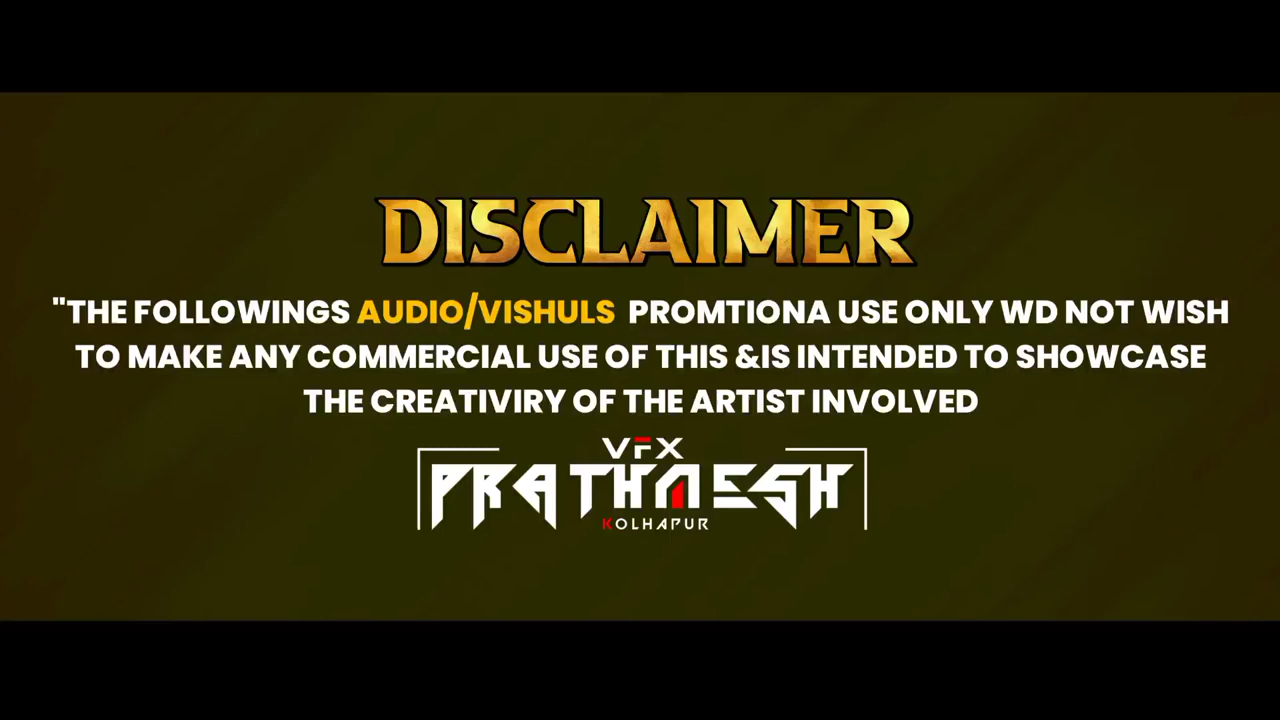 DISCLAIMER
"THE FOLLOWINGS AUDIO/VISHULS PROMTIONA USE ONLY WD NOT WISH
TO MAKE ANY COMMERCIAL USE OF THIS &IS INTENDED TO SHOWCASE
THE CREATIVIRY OF THE ARTIST INVOLVED
VFX
PRATHMESH
KOLHAPUR